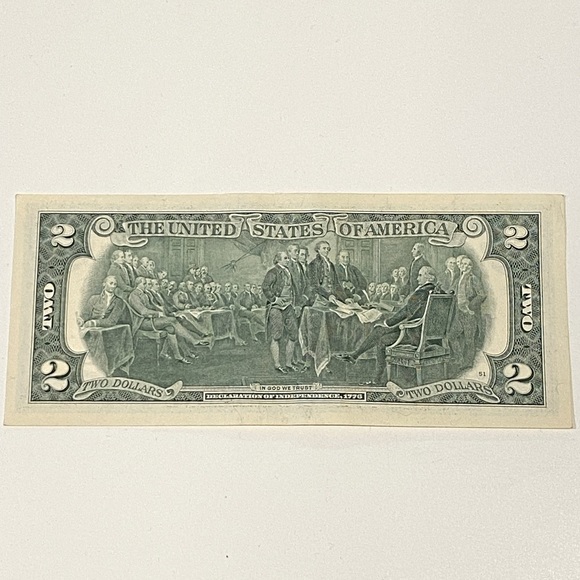 THE UNITED STATES OF AMERICA
2 2
TWO TWO
2 2
51
TWO DOLLARS TWO DOLLARS
IN GOD WE TRUST
DECLARATION OF INDEPENDENCE, 1776